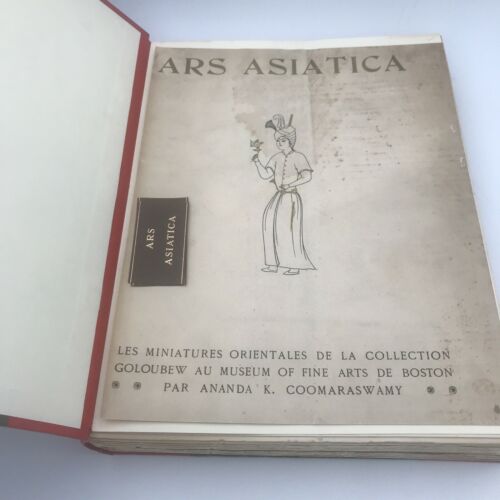 ARS ASIATICA
ARS
ASIATICA
LES MINIATURES ORIENTALES DE LA COLLECTION
GOLOUBEW AU MUSEUM OF FINE ARTS DE BOSTON
PAR ANANDA K. COOMARASWAMY